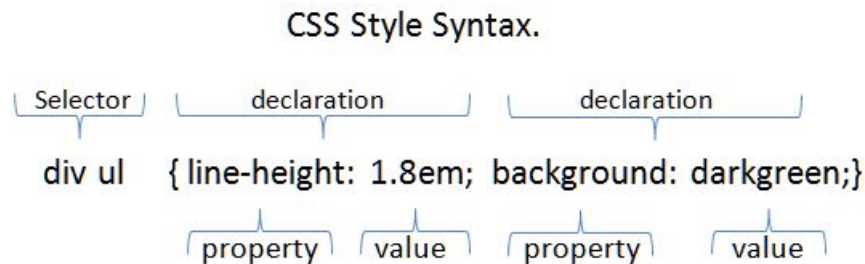 CSS Style Syntax.
Selector declaration declaration
div ul { line-height: 1.8em; background: darkgreen;}
property value property value